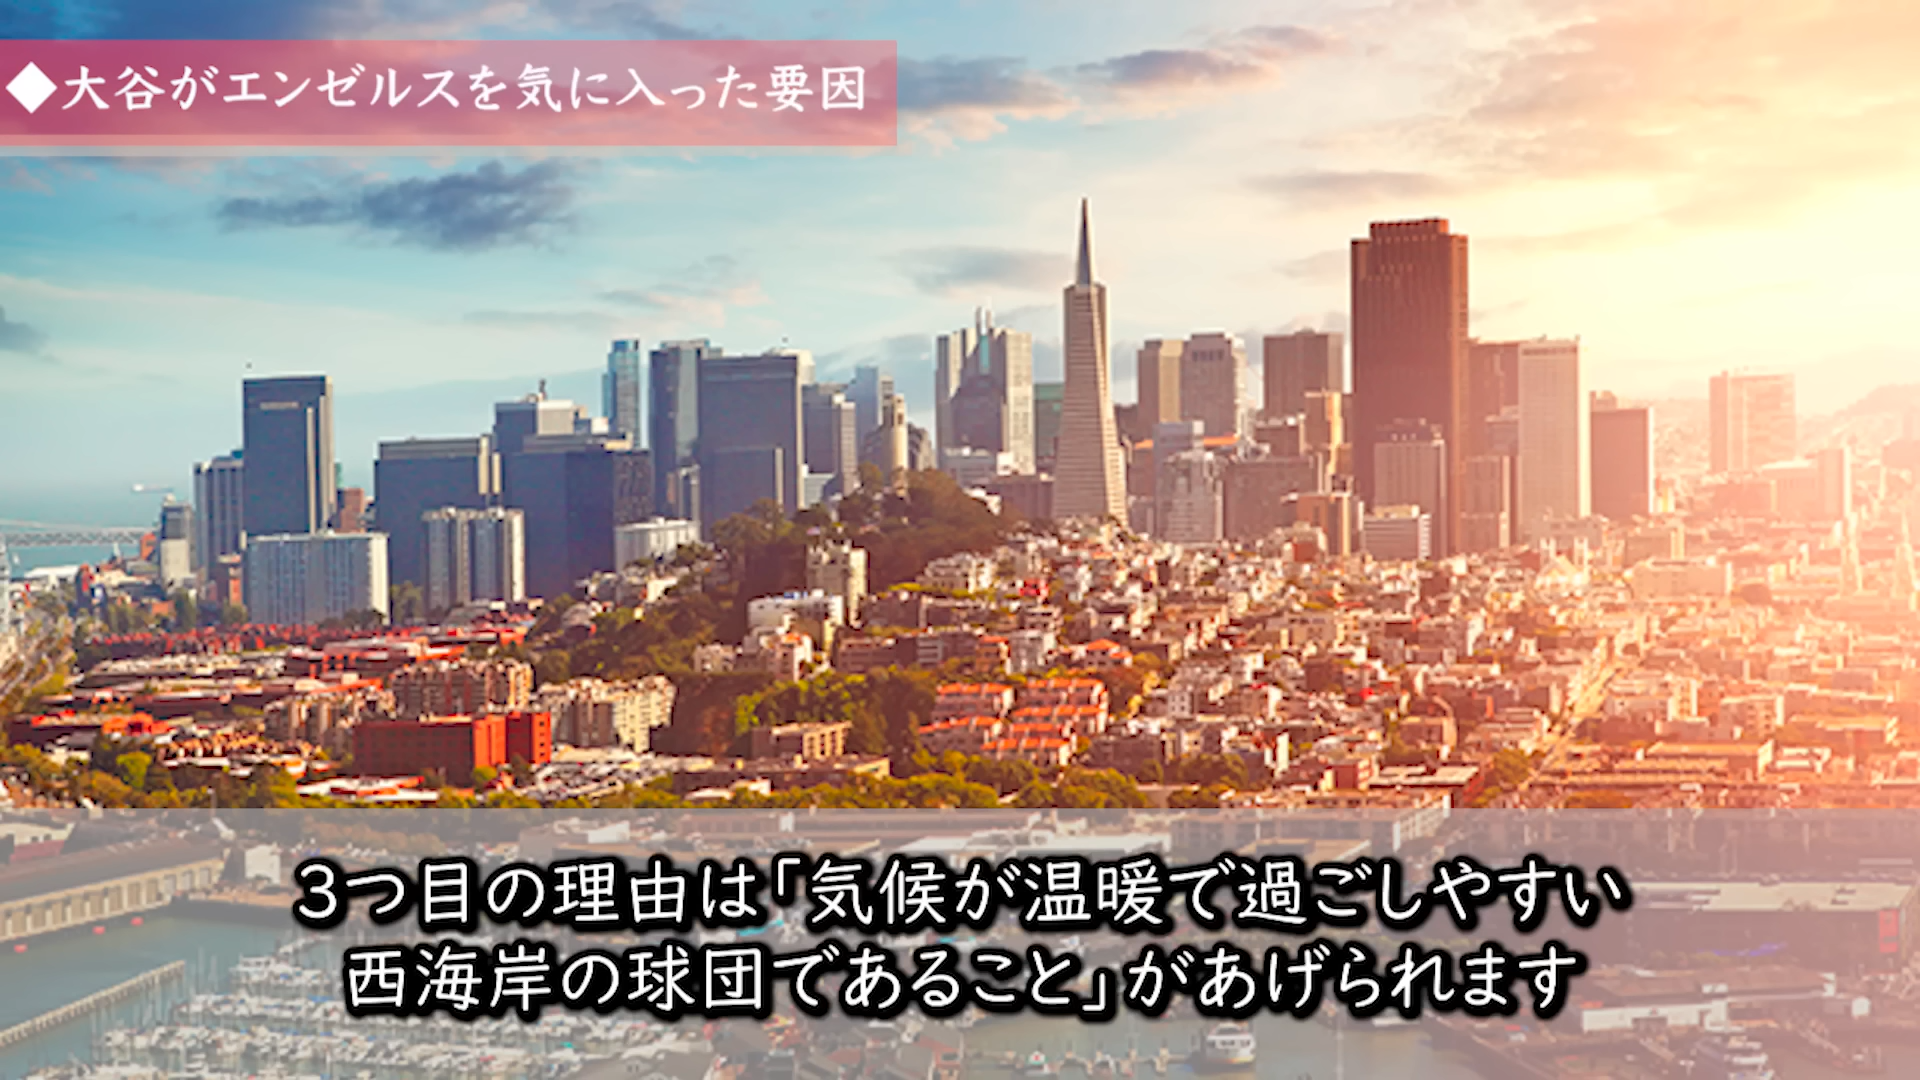 ◆大谷がエンゼルスを気に入った要因
３つ目の理由は「気候が温暖で過ごしやすい
西海岸の球団であること」があげられます